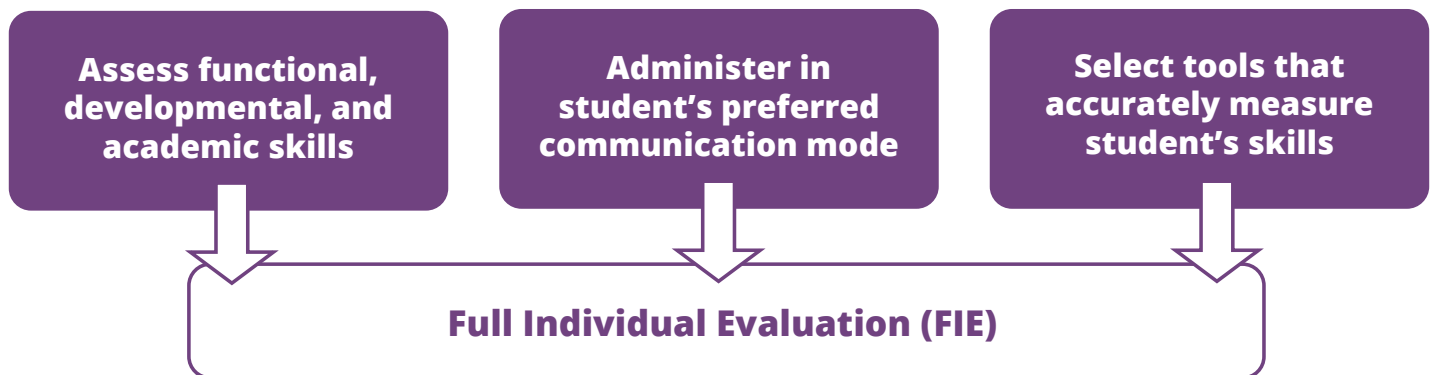 Assess functional,
developmental, and
academic skills
Administer in
student’s preferred
communication mode
Select tools that
accurately measure
student’s skills
Full Individual Evaluation (FIE)